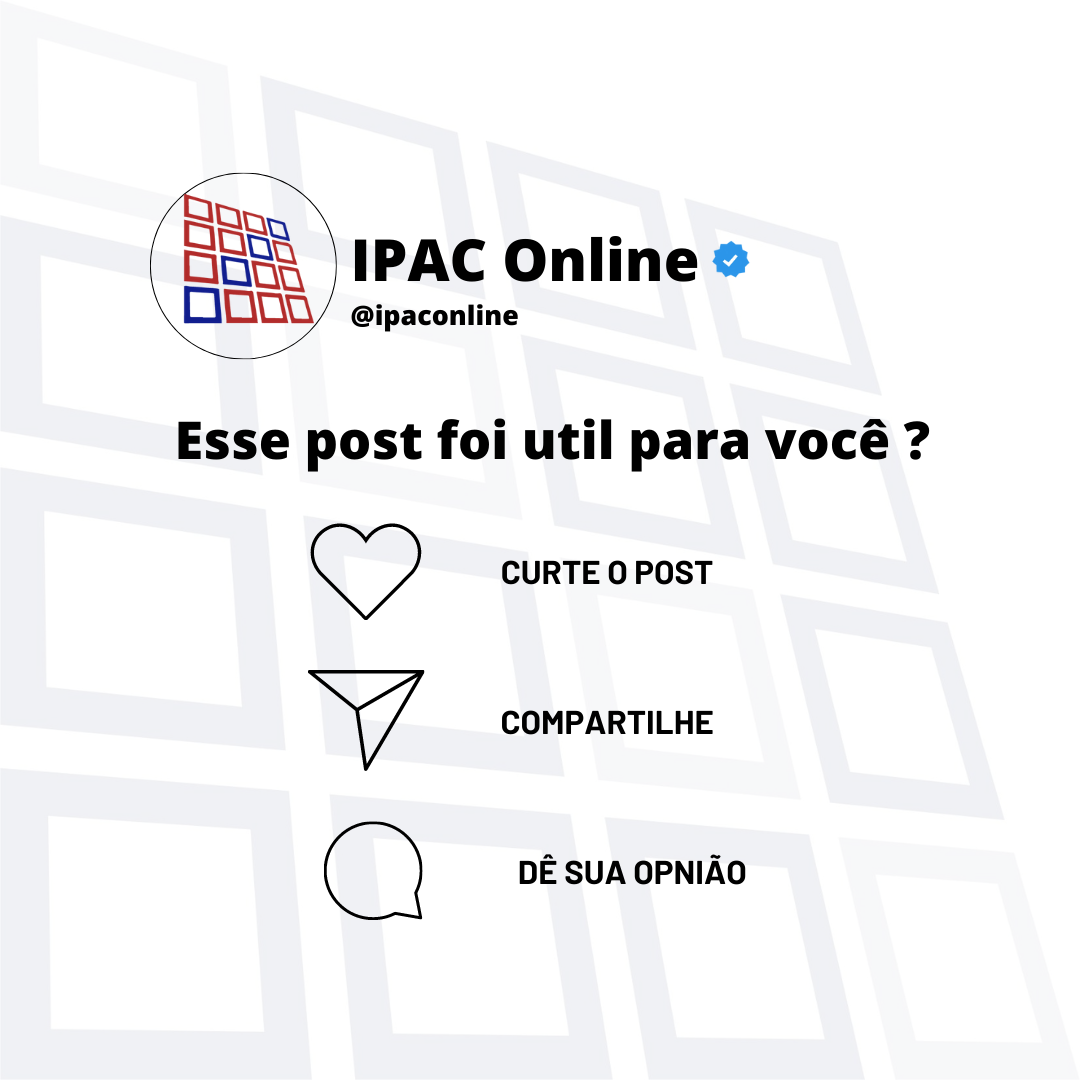 IPAC Online
@ipaconline
Esse post foi util para você ?
CURTE O POST
COMPARTILHE
DÊ SUA OPNIÃO